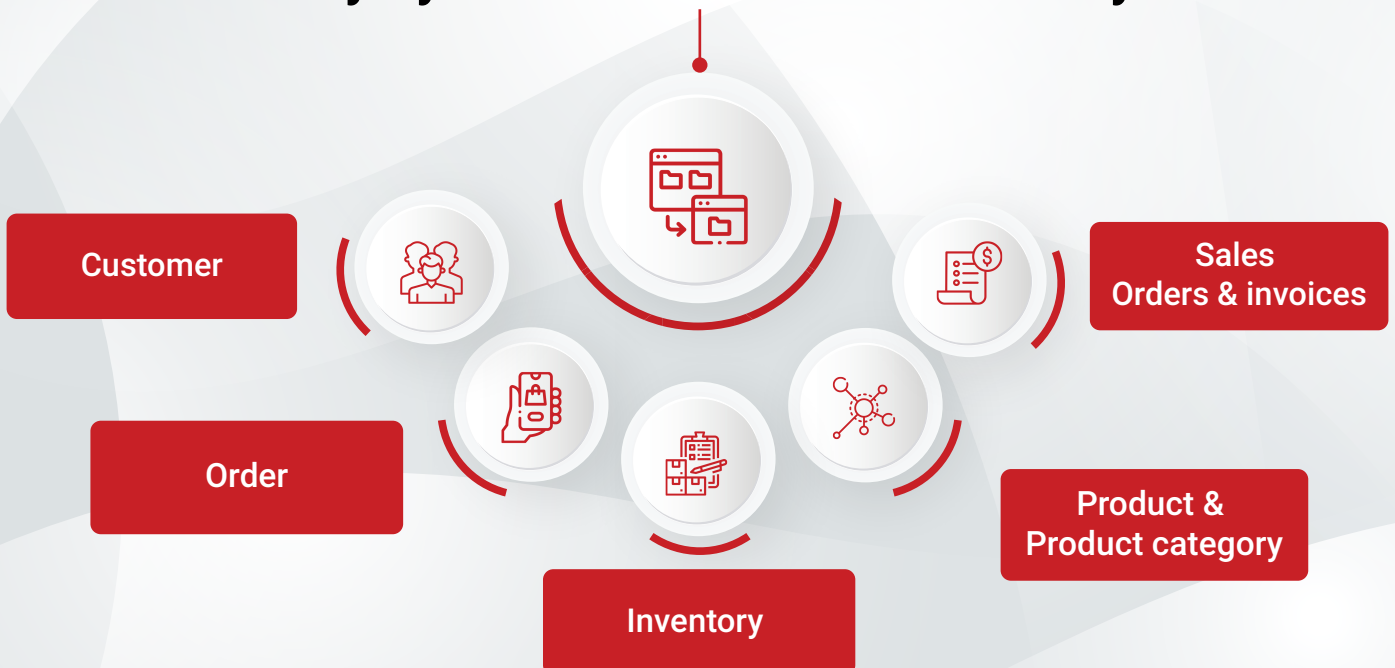 Customer
Sales
Orders & invoices
Order
Product &
Product category
Inventory